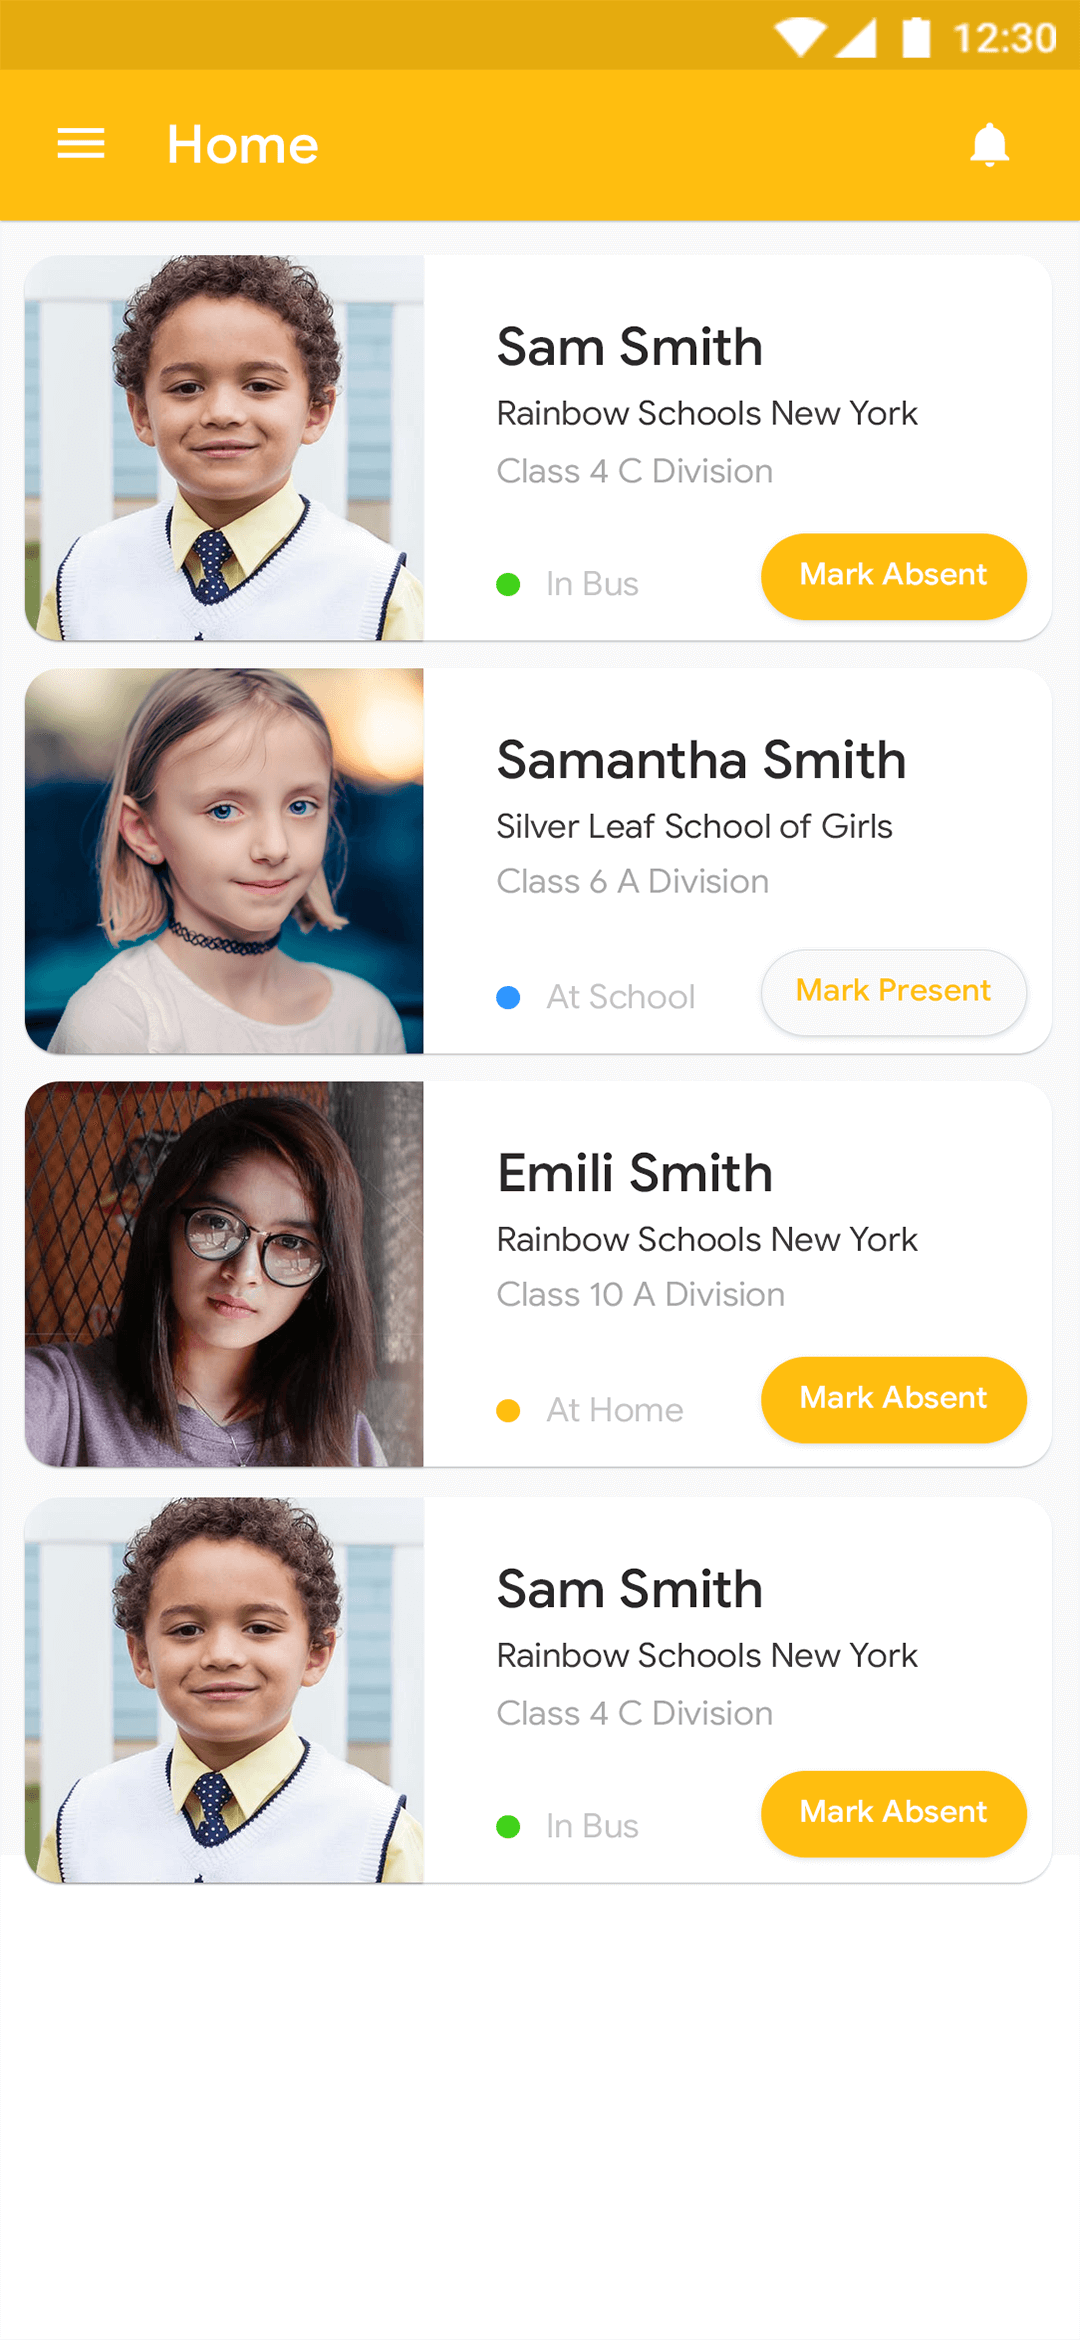 12:30
Home
Sam Smith
Rainbow Schools New York
Class 4 C Division
In Bus
Mark Absent
Samantha Smith
Silver Leaf School of Girls
Class 6 A Division
At School
Mark Present
Emili Smith
Rainbow Schools New York
Class 10 A Division
At Home
Mark Absent
Sam Smith
Rainbow Schools New York
Class 4 C Division
In Bus
Mark Absent